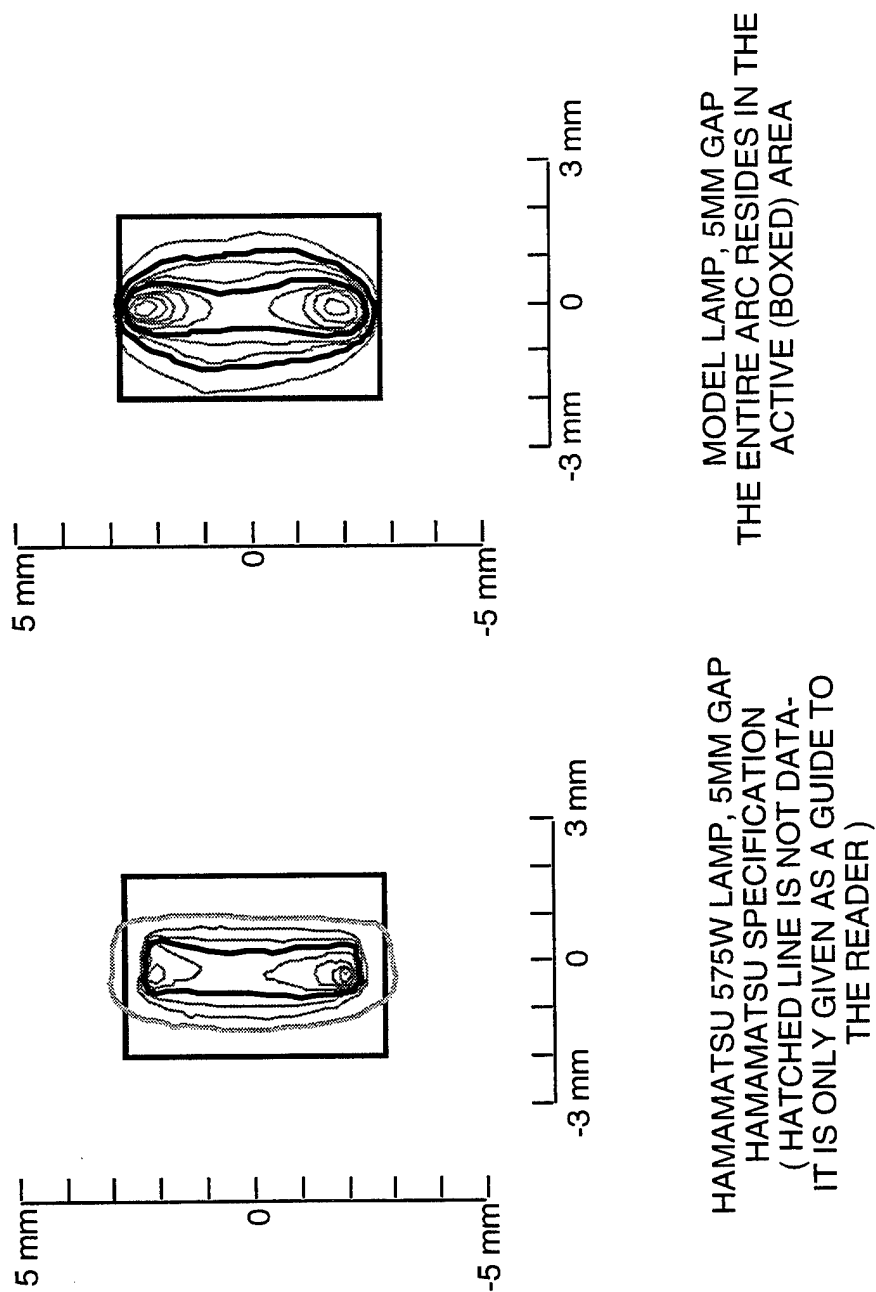 5 mm
0
-5 mm
-3 mm
0
3 mm
HAMAMATSU 575W LAMP, 5MM GAP
HAMAMATSU SPECIFICATION
( HATCHED LINE IS NOT DATA-
IT IS ONLY GIVEN AS A GUIDE TO
THE READER )
5 mm
0
-5 mm
-3 mm
0
3 mm
MODEL LAMP, 5MM GAP
THE ENTIRE ARC RESIDES IN THE
ACTIVE (BOXED) AREA